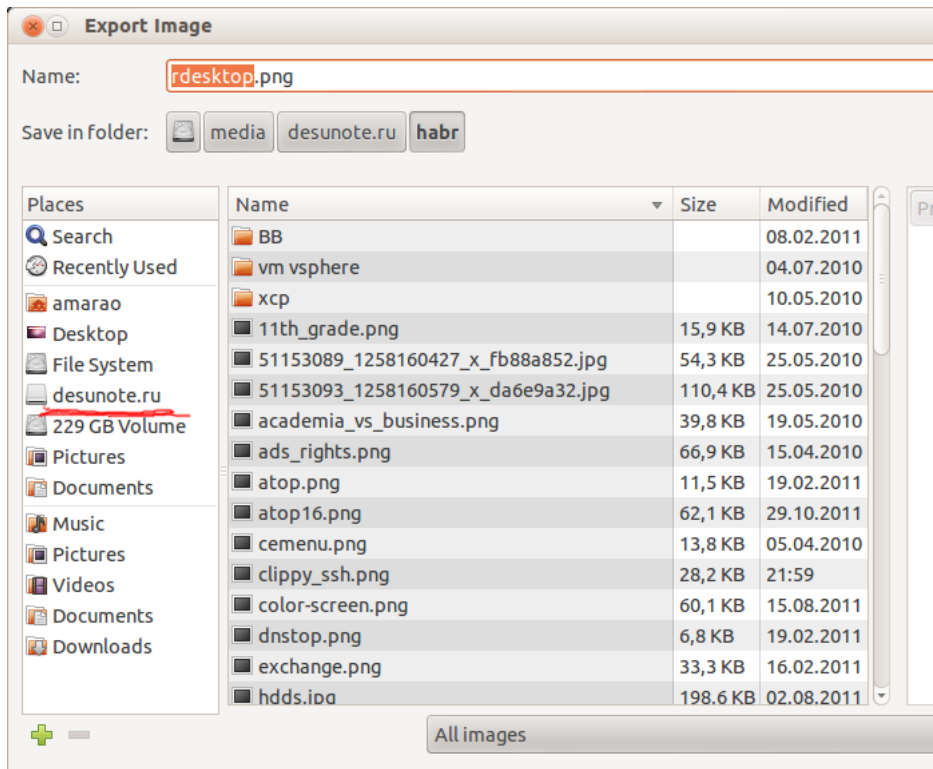 Export Image
Name: rdesktop.png
Save in folder: media desunote.ru habr
Places
Search
Recently Used
amarao
Desktop
File System
desunote.ru
229 GB Volume
Pictures
Documents
Music
Pictures
Videos
Documents
Downloads
Name Size Modified
BB 08.02.2011
vm vsphere 04.07.2010
xcp 10.05.2010
11th_grade.png 15,9 KB 14.07.2010
51153089_1258160427_x_fb88a852.jpg 54,3 KB 25.05.2010
51153093_1258160579_x_da6e9a32.jpg 110,4 KB 25.05.2010
academia_vs_business.png 39,8 KB 19.05.2010
ads_rights.png 66,9 KB 15.04.2010
atop.png 11,5 KB 19.02.2011
atop16.png 62,1 KB 29.10.2011
cemenu.png 13,8 KB 05.04.2010
clippy_ssh.png 28,2 KB 21:59
color-screen.png 60,1 KB 15.08.2011
dnstop.png 6,8 KB 19.02.2011
exchange.png 33,3 KB 16.02.2011
hdds.jpg 198,6 KB 02.08.2011
All images